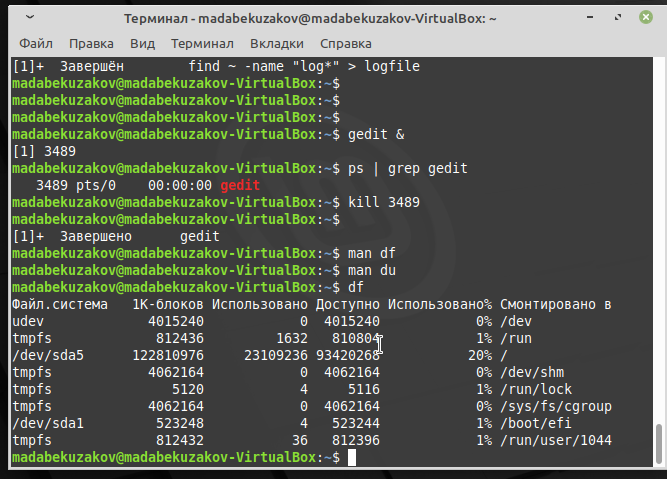 Терминал - madabekuzakov@madabekuzakov-VirtualBox: ~
Файл Правка Вид Терминал Вкладки Справка
[1]+ Завершён find ~ -name "log*" > logfile
madabekuzakov@madabekuzakov-VirtualBox:~$
madabekuzakov@madabekuzakov-VirtualBox:~$
madabekuzakov@madabekuzakov-VirtualBox:~$
madabekuzakov@madabekuzakov-VirtualBox:~$ gedit &
[1] 3489
madabekuzakov@madabekuzakov-VirtualBox:~$ ps | grep gedit
3489 pts/0 00:00:00 gedit
madabekuzakov@madabekuzakov-VirtualBox:~$ kill 3489
madabekuzakov@madabekuzakov-VirtualBox:~$
[1]+ Завершено gedit
madabekuzakov@madabekuzakov-VirtualBox:~$ man df
madabekuzakov@madabekuzakov-VirtualBox:~$ man du
madabekuzakov@madabekuzakov-VirtualBox:~$ df
Файл.система 1K-блоков Использовано Доступно Использовано% Смонтировано в
udev 4015240 0 4015240 0% /dev
tmpfs 812436 1632 810804 1% /run
/dev/sda5 122810976 23109236 93420268 20% /
tmpfs 4062164 0 4062164 0% /dev/shm
tmpfs 5120 4 5116 1% /run/lock
tmpfs 4062164 0 4062164 0% /sys/fs/cgroup
/dev/sda1 523248 4 523244 1% /boot/efi
tmpfs 812432 36 812396 1% /run/user/1044
madabekuzakov@madabekuzakov-VirtualBox:~$